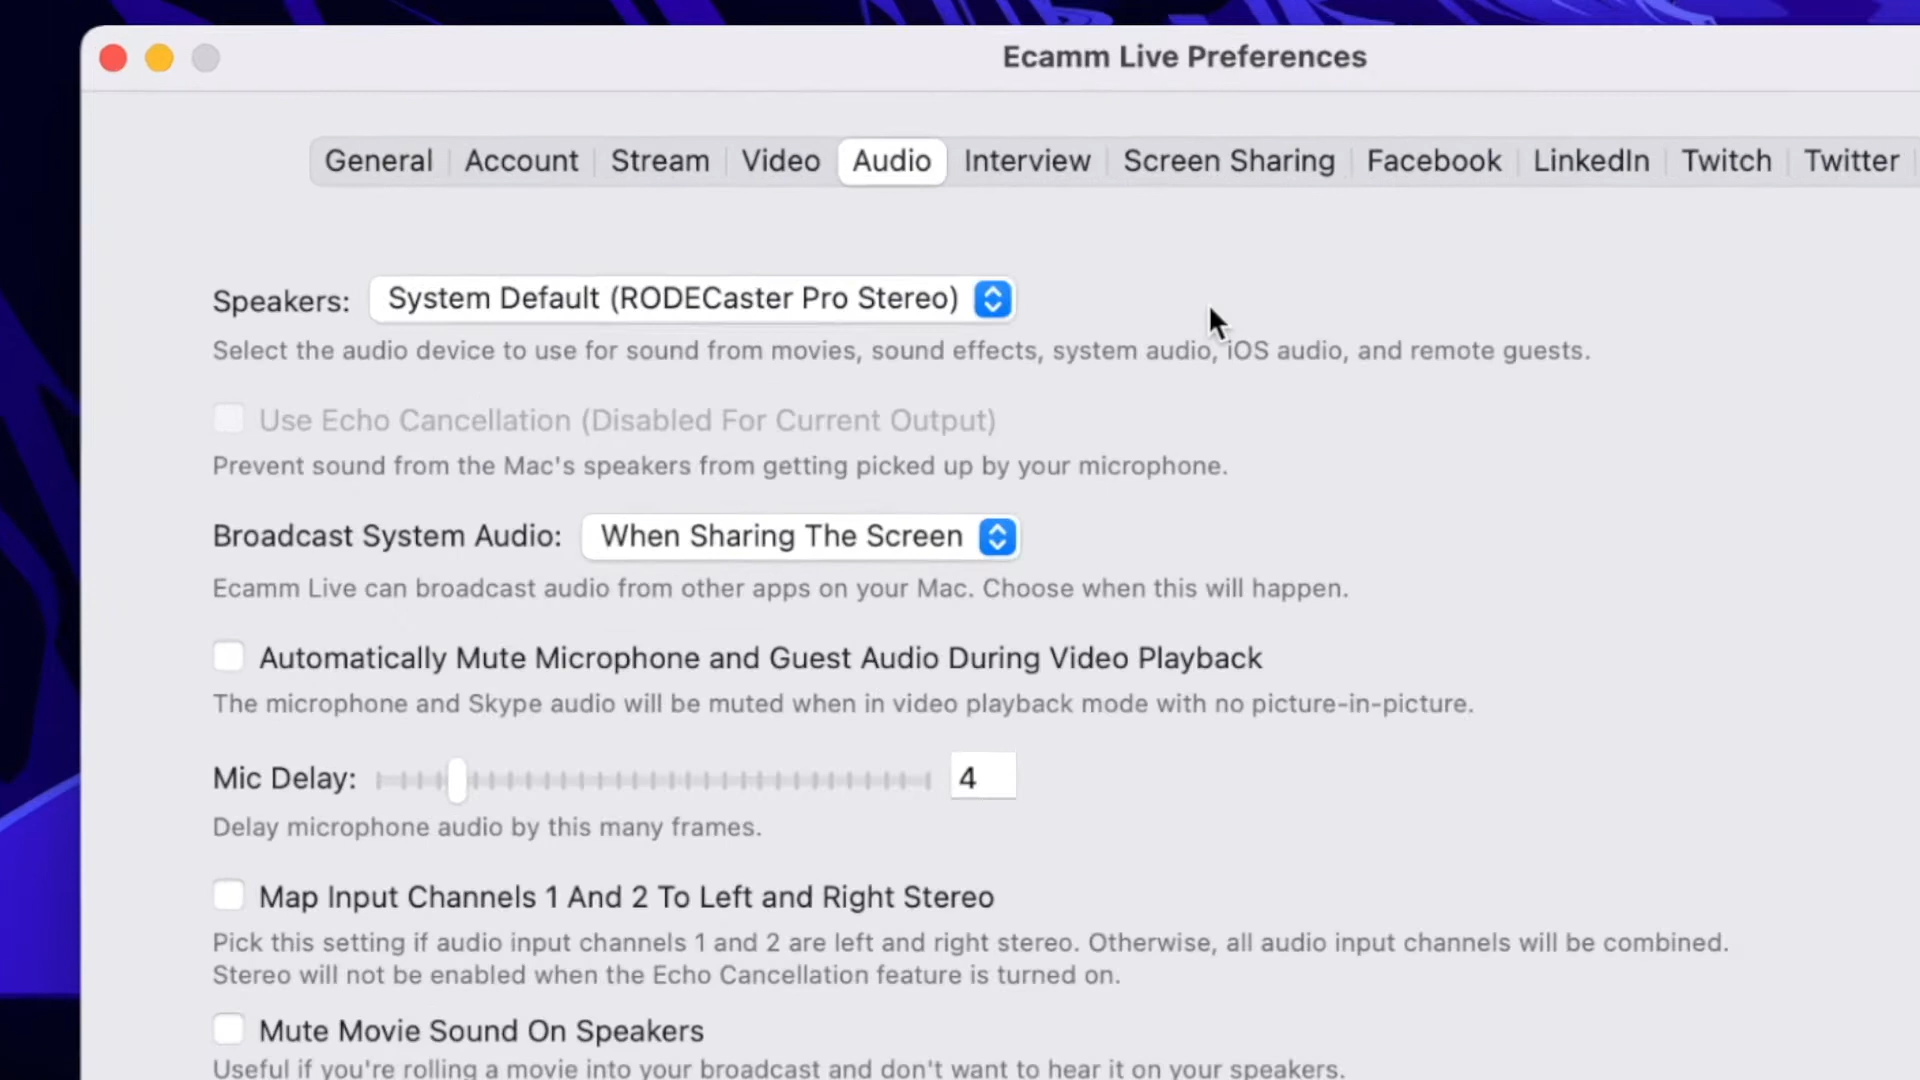 Ecamm Live Preferences
General Account Stream Video Audio Interview Screen Sharing Facebook LinkedIn Twitch Twitter
Speakers: System Default (RODECaster Pro Stereo)
Select the audio device to use for sound from movies, sound effects, system audio, iOS audio, and remote guests.
Use Echo Cancellation (Disabled For Current Output)
Prevent sound from the Mac's speakers from getting picked up by your microphone.
Broadcast System Audio: When Sharing The Screen
Ecamm Live can broadcast audio from other apps on your Mac. Choose when this will happen.
Automatically Mute Microphone and Guest Audio During Video Playback
The microphone and Skype audio will be muted when in video playback mode with no picture-in-picture.
Mic Delay: 4
Delay microphone audio by this many frames.
Map Input Channels 1 And 2 To Left and Right Stereo
Pick this setting if audio input channels 1 and 2 are left and right stereo. Otherwise, all audio input channels will be combined.
Stereo will not be enabled when the Echo Cancellation feature is turned on.
Mute Movie Sound On Speakers
Useful if you're rolling a movie into your broadcast and don't want to hear it on your speakers.